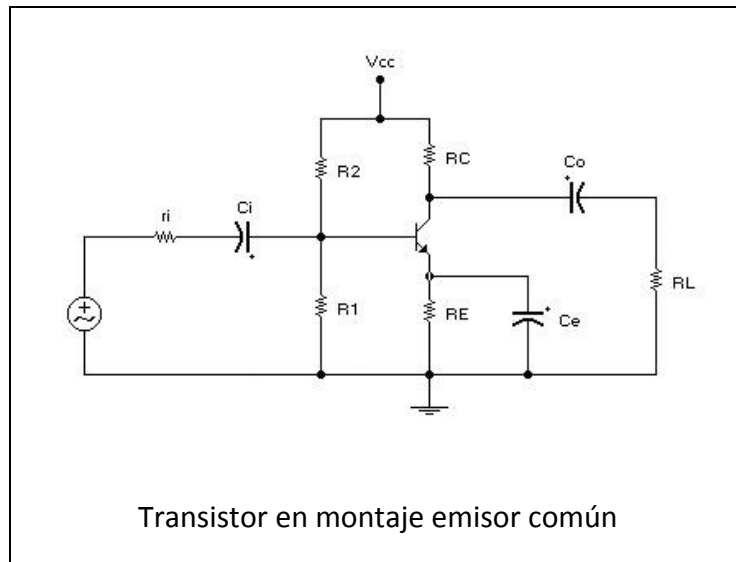 Vcc
R2
RC
Co
+
ri
Ci
+
R1
RE
+
Ce
RL
+
Transistor en montaje emisor común